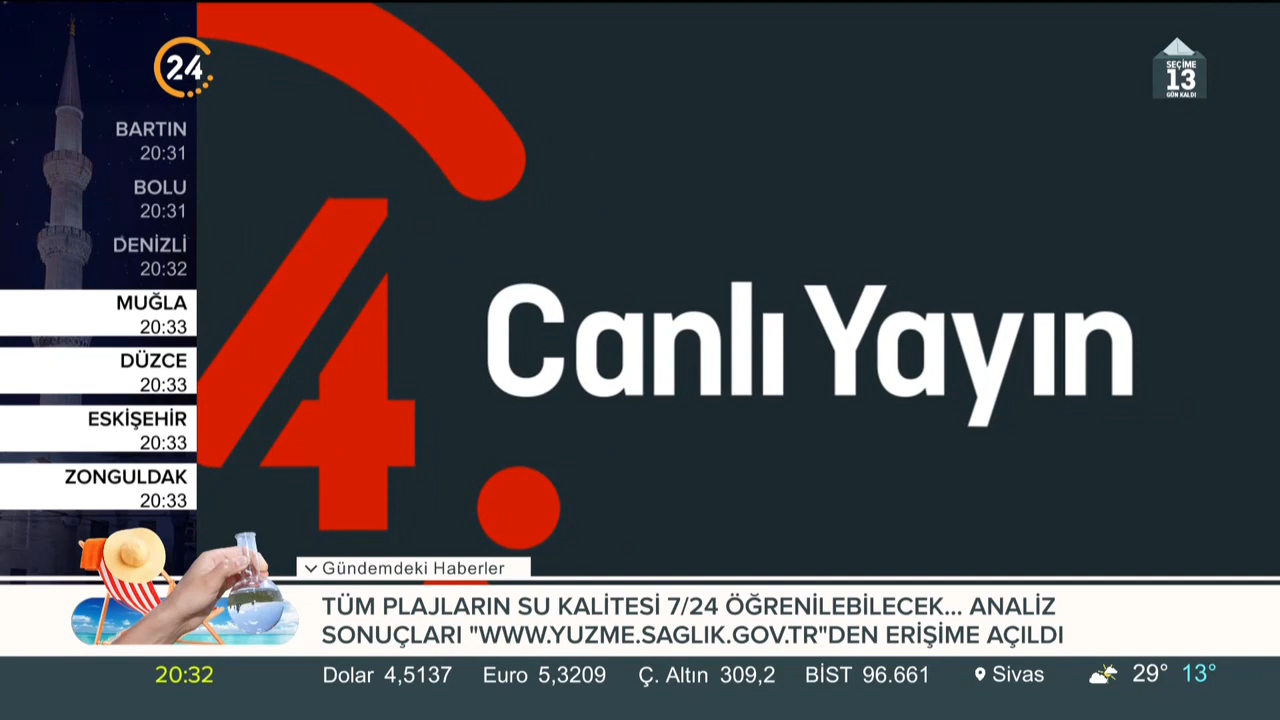 24
SEÇİME
13
GÜN KALDI
BARTIN
20:31
BOLU
20:31
DENİZLİ
20:32
MUĞLA
20:33
DÜZCE
20:33
ESKİŞEHİR
20:33
ZONGULDAK
20:33
4
Canlı Yayın
Gündemdeki Haberler
TÜM PLAJLARIN SU KALİTESİ 7/24 ÖĞRENİLEBİLECEK... ANALİZ
SONUÇLARI "WWW.YUZME.SAGLIK.GOV.TR"DEN ERİŞİME AÇILDI
20:32 Dolar 4,5137 Euro 5,3209 Ç. Altın 309,2 BİST 96.661 Sivas 29° 13°